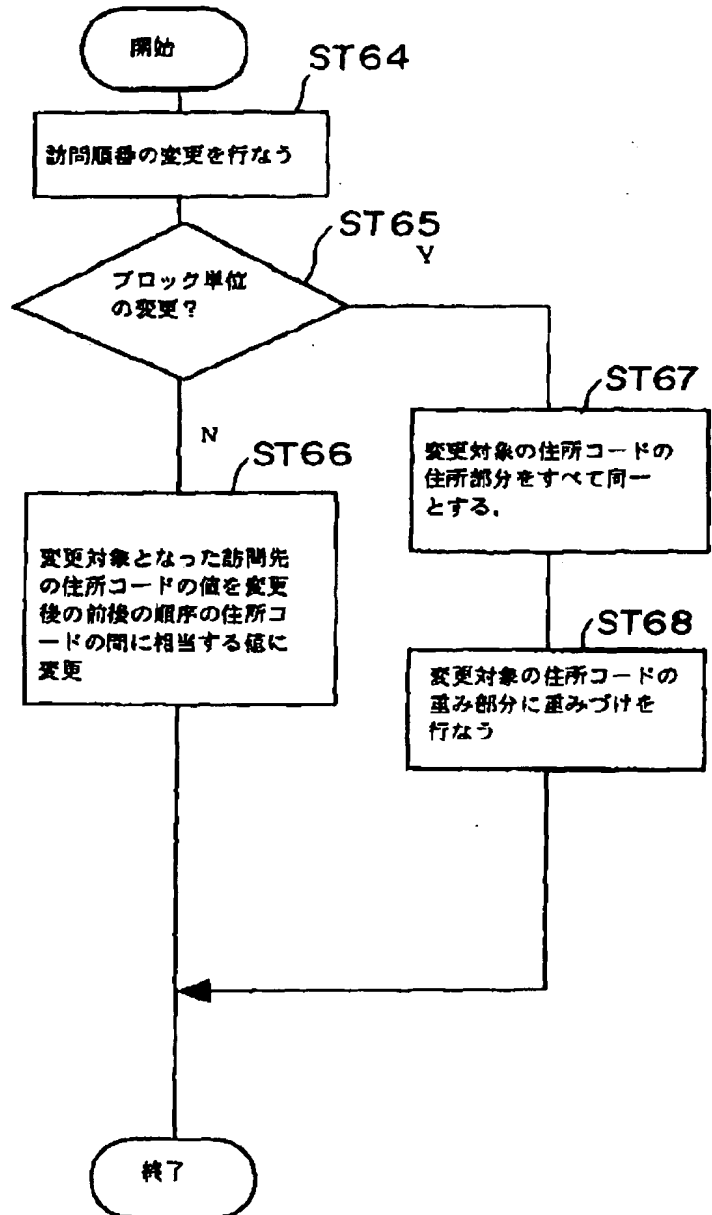 開始
ST64
訪問順番の変更を行なう
ST65
Y
ブロック単位
の変更？
ST67
変更対象の住所コードの
住所部分をすべて同一
とする．
N
ST66
変更対象となった訪問先
の住所コードの値を変更
後の前後の順序の住所コ
ードの間に相当する値に
変更
ST68
変更対象の住所コードの
重み部分に重みづけを
行なう
終了